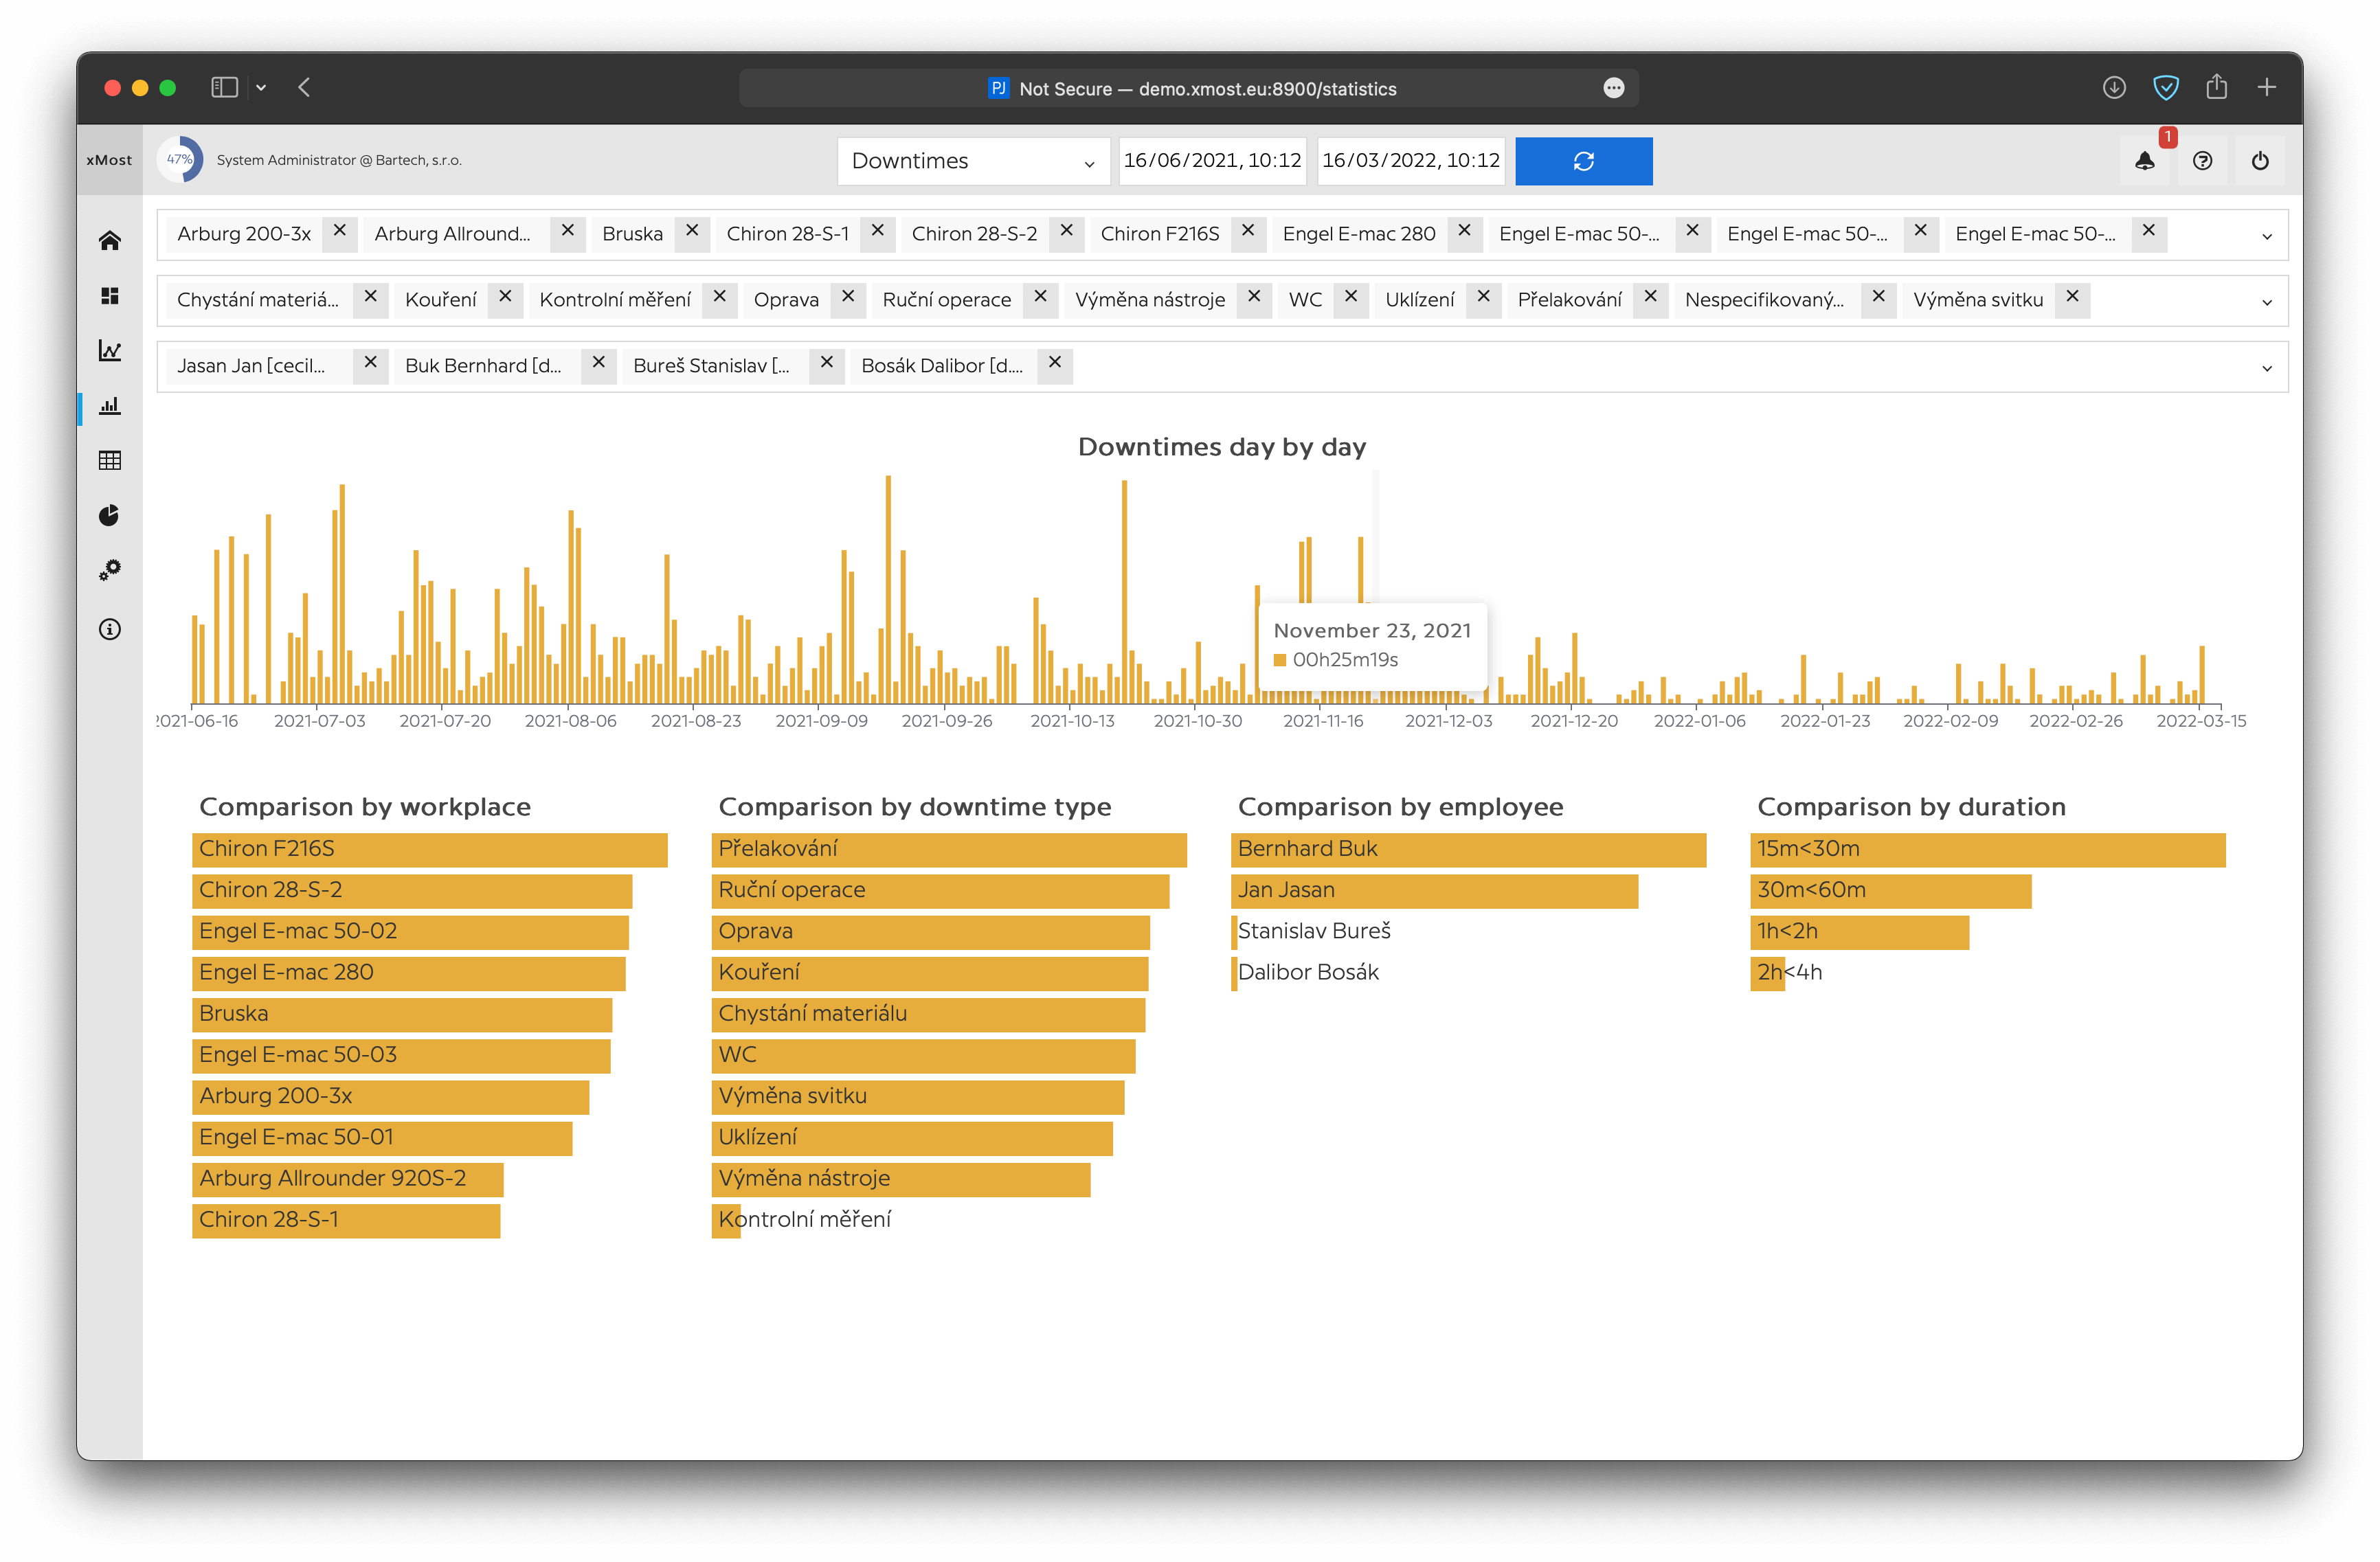 PJ Not Secure — demo.xmost.eu:8900/statistics
xMost 47% System Administrator @ Bartech, s.r.o. Downtimes 16/06/2021, 10:12 16/03/2022, 10:12 1
Arburg 200-3x Arburg Allround... Bruska Chiron 28-S-1 Chiron 28-S-2 Chiron F216S Engel E-mac 280 Engel E-mac 50-... Engel E-mac 50-... Engel E-mac 50-...
Chystání materiá... Kouření Kontrolní měření Oprava Ruční operace Výměna nástroje WC Uklízení Přelakování Nespecifikovaný... Výměna svitku
Jasan Jan [cecil... Buk Bernhard [d... Bureš Stanislav [... Bosák Dalibor [d....
Downtimes day by day
November 23, 2021
00h25m19s
2021-06-16 2021-07-03 2021-07-20 2021-08-06 2021-08-23 2021-09-09 2021-09-26 2021-10-13 2021-10-30 2021-11-16 2021-12-03 2021-12-20 2022-01-06 2022-01-23 2022-02-09 2022-02-26 2022-03-15
Comparison by workplace
Chiron F216S
Chiron 28-S-2
Engel E-mac 50-02
Engel E-mac 280
Bruska
Engel E-mac 50-03
Arburg 200-3x
Engel E-mac 50-01
Arburg Allrounder 920S-2
Chiron 28-S-1
Comparison by downtime type
Přelakování
Ruční operace
Oprava
Kouření
Chystání materiálu
WC
Výměna svitku
Uklízení
Výměna nástroje
Kontrolní měření
Comparison by employee
Bernhard Buk
Jan Jasan
Stanislav Bureš
Dalibor Bosák
Comparison by duration
15m<30m
30m<60m
1h<2h
2h<4h